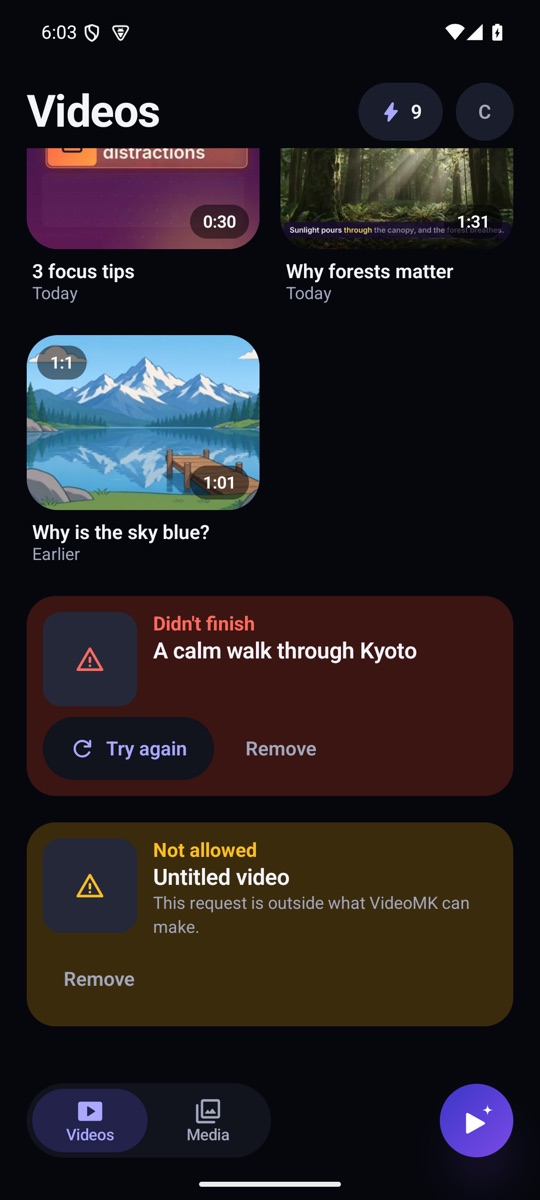 6:03
Videos
9
C
distractions
0:30
1:31
Sunlight pours through the canopy, and the forest breathes.
3 focus tips
Why forests matter
Today
Today
1:1
1:01
Why is the sky blue?
Earlier
Didn't finish
A calm walk through Kyoto
Try again
Remove
Not allowed
Untitled video
This request is outside what VideoMK can
make.
Remove
Videos
Media